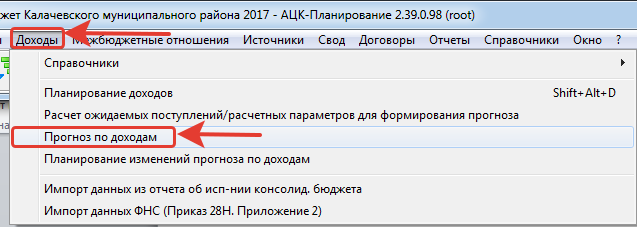 жет Калачевского муниципального района 2017 - АЦК-Планирование 2.39.0.98 (root)
Доходы Межбюджетные отношения Источники Свод Договоры Отчеты Справочники Окно ?
Справочники
Планирование доходов Shift+Alt+D
Расчет ожидаемых поступлений/расчетных параметров для формирования прогноза
Прогноз по доходам
Планирование изменений прогноза по доходам
Импорт данных из отчета об исп-нии консолид. бюджета
Импорт данных ФНС (Приказ 28Н. Приложение 2)